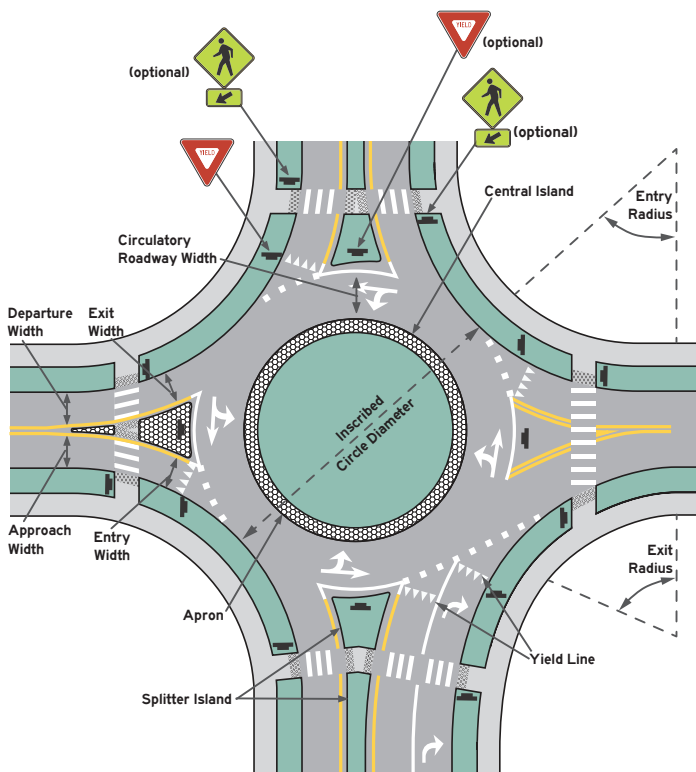 YIELD
(optional)
(optional)
(optional)
YIELD
Central Island
Entry
Radius
Circulatory
Roadway Width
Departure
Width
Exit
Width
Inscribed
Circle Diameter
Approach
Width
Entry
Width
Exit
Radius
Apron
Yield Line
Splitter Island